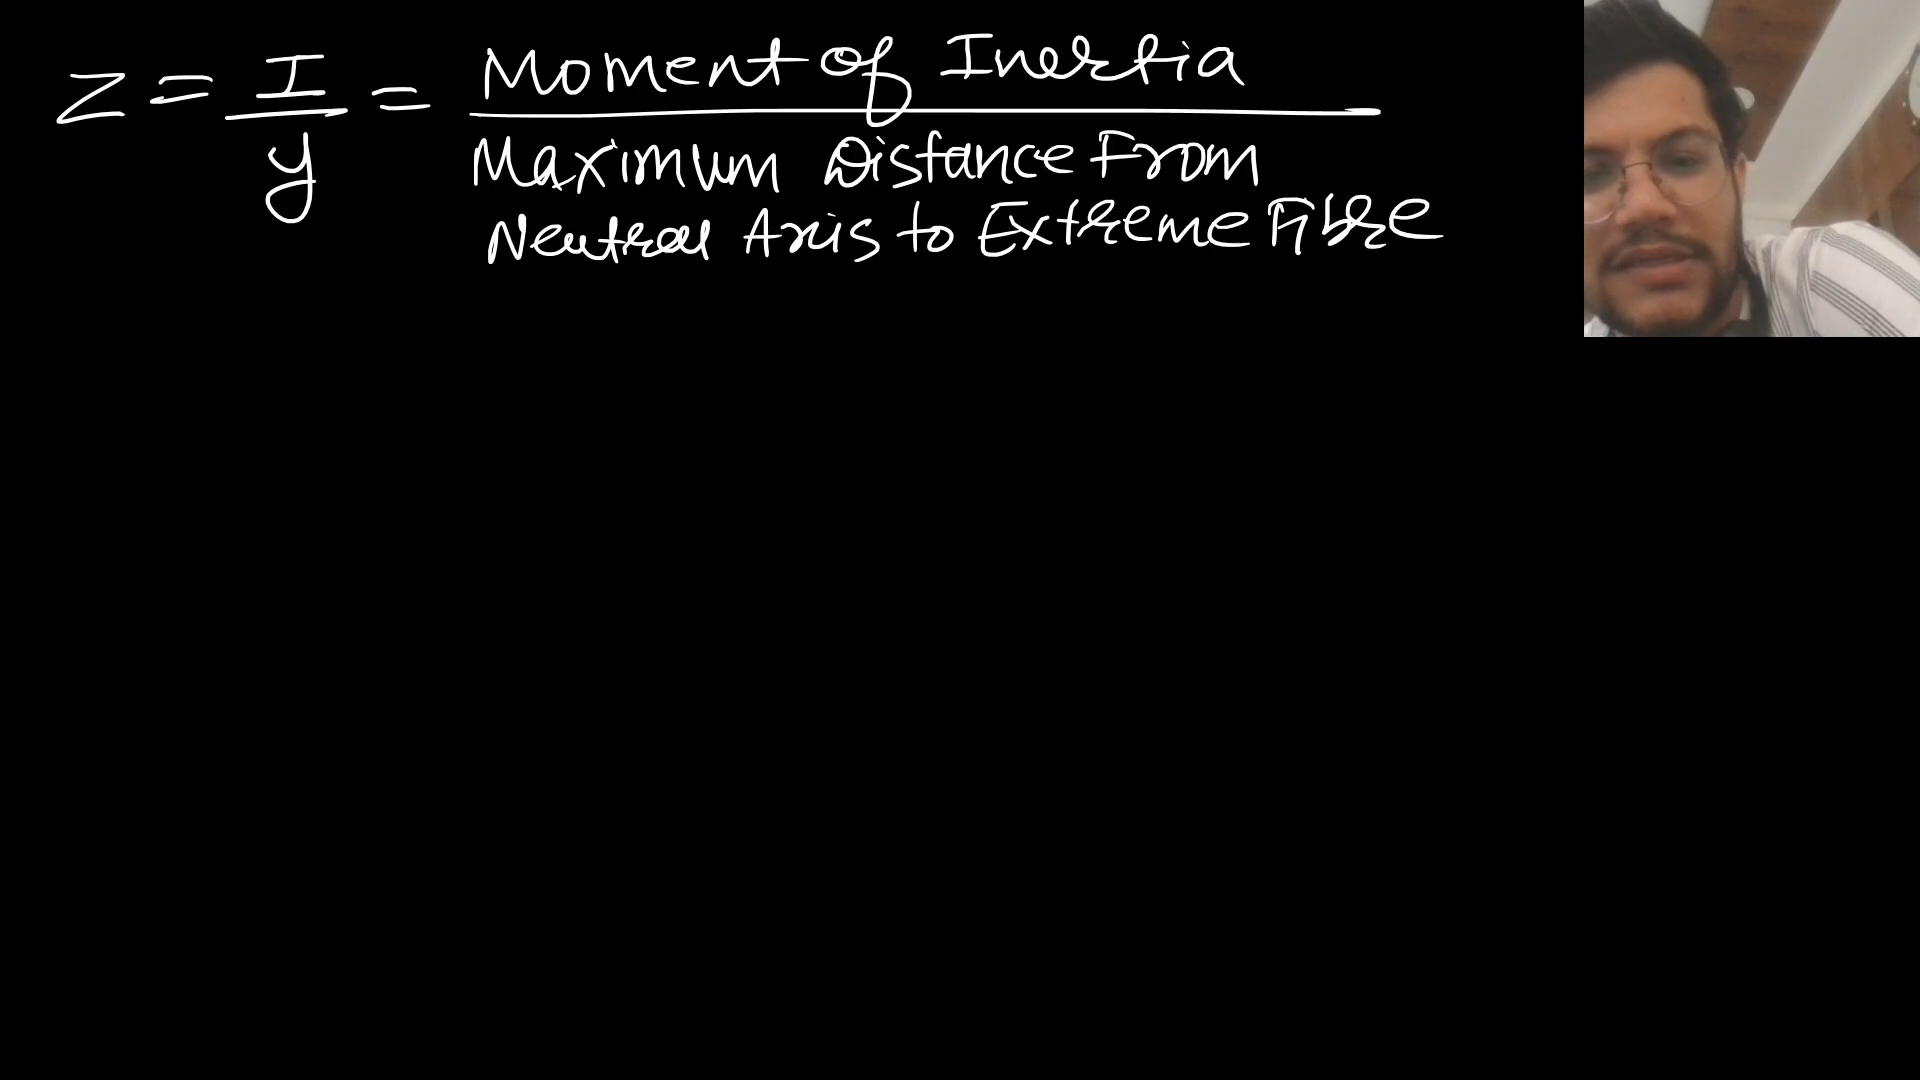 Z = I / y = Moment of Inertia
Maximum Distance From
Neutral Axis to Extreme Fibre